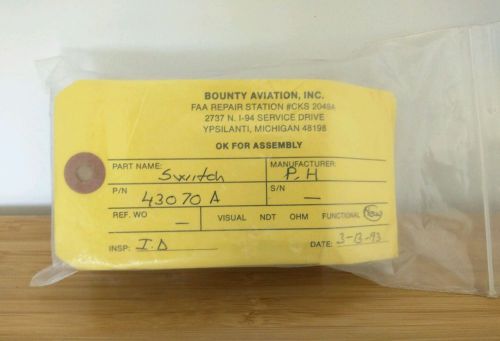 BOUNTY AVIATION, INC.
FAA REPAIR STATION #CKS 2049A
2737 N. I-94 SERVICE DRIVE
YPSILANTI, MICHIGAN 48198
OK FOR ASSEMBLY
PART NAME: Switch MANUFACTURER: P.H
P/N 43070 A S/N —
REF. WO — VISUAL NDT OHM FUNCTIONAL New
INSP: I.D DATE: 3-13-93